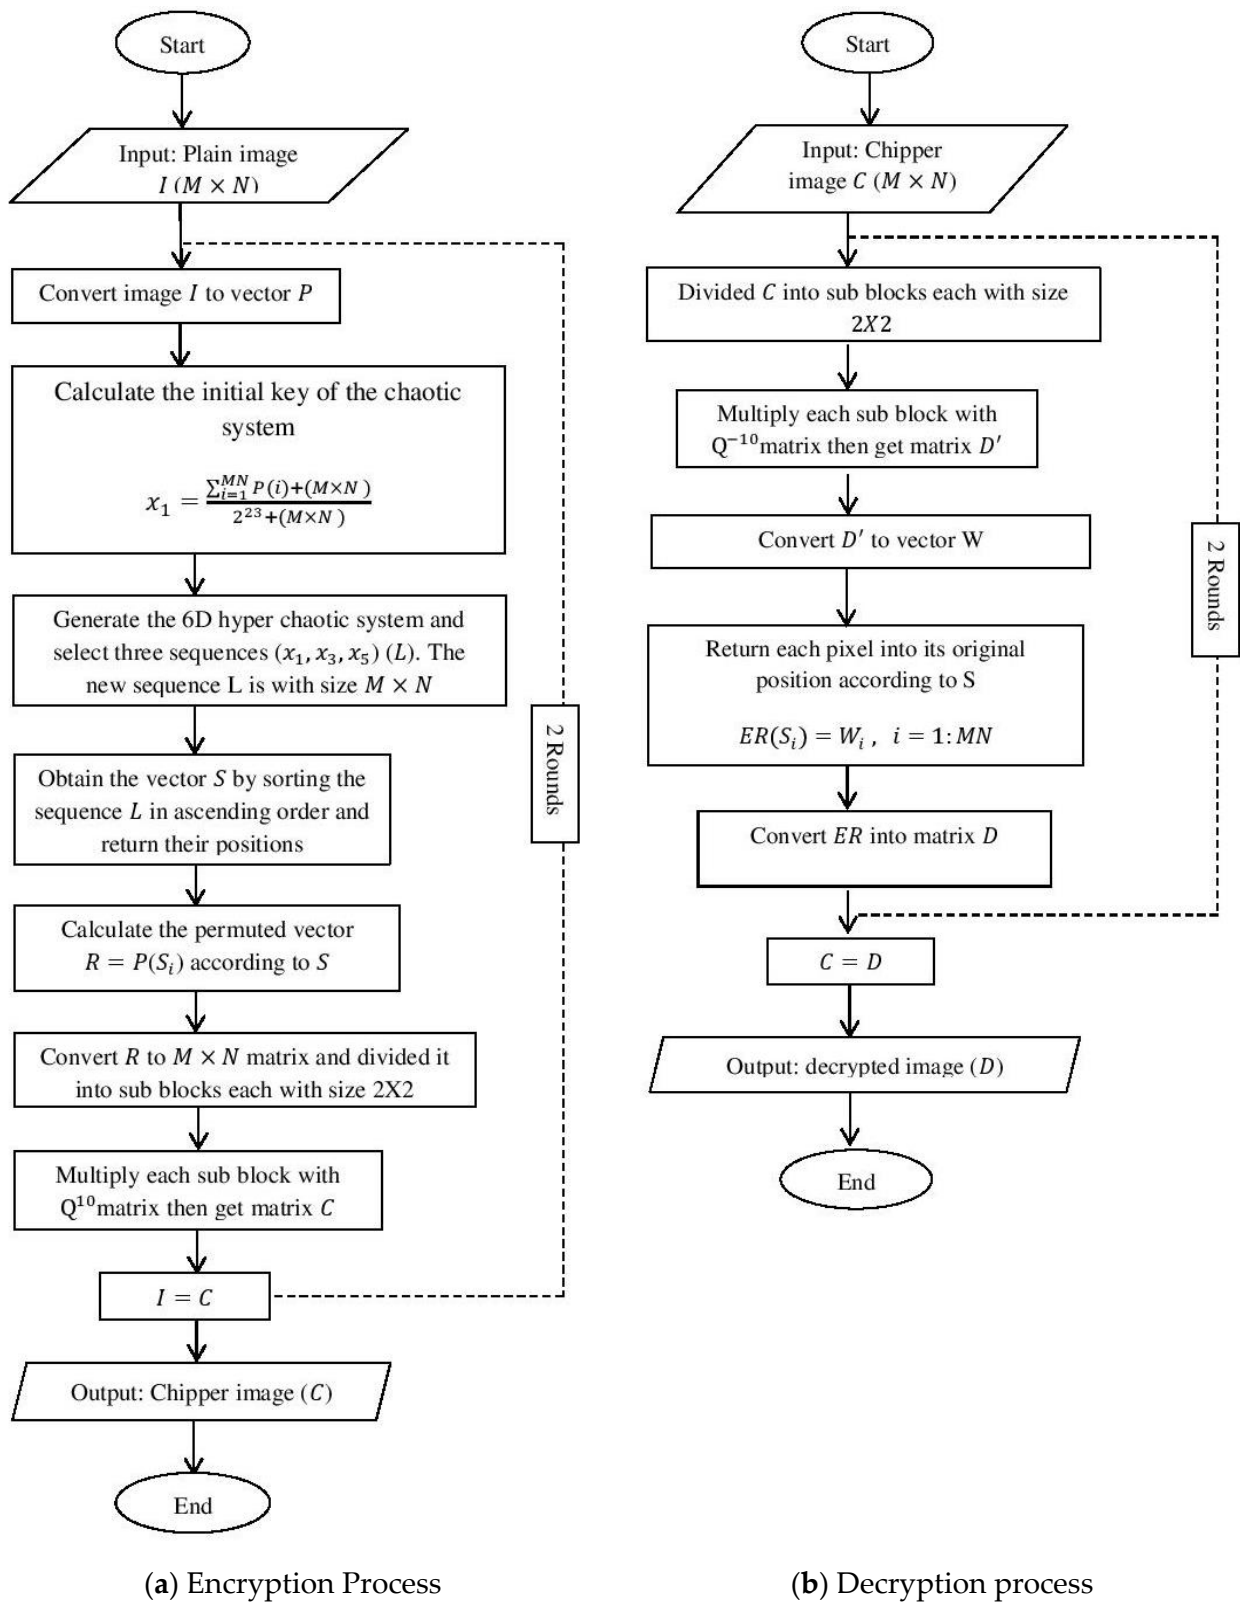 Start
Input: Plain image
I (M × N)
Convert image I to vector P
Calculate the initial key of the chaotic
system
x₁ = (∑ᵢ₌₁ᴹᴺ P(i)+(M×N)) / (2²³+(M×N))
Generate the 6D hyper chaotic system and
select three sequences (x₁, x₃, x₅) (L). The
new sequence L is with size M × N
Obtain the vector S by sorting the
sequence L in ascending order and
return their positions
Calculate the permuted vector
R = P(Sᵢ) according to S
Convert R to M × N matrix and divided it
into sub blocks each with size 2X2
Multiply each sub block with
Q¹⁰matrix then get matrix C
I = C
Output: Chipper image (C)
End
2 Rounds
(a) Encryption Process
Start
Input: Chipper
image C (M × N)
Divided C into sub blocks each with size
2X2
Multiply each sub block with
Q⁻¹⁰matrix then get matrix D′
Convert D′ to vector W
Return each pixel into its original
position according to S
ER(Sᵢ) = Wᵢ , i = 1: MN
Convert ER into matrix D
C = D
Output: decrypted image (D)
End
2 Rounds
(b) Decryption process